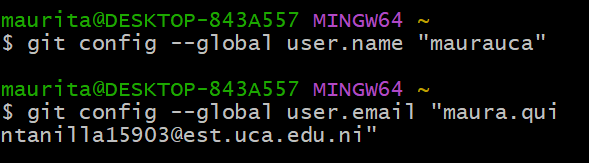 maurita@DESKTOP-843A557 MINGW64 ~
$ git config --global user.name "maurauca"
maurita@DESKTOP-843A557 MINGW64 ~
$ git config --global user.email "maura.qui
ntanilla15903@est.uca.edu.ni"